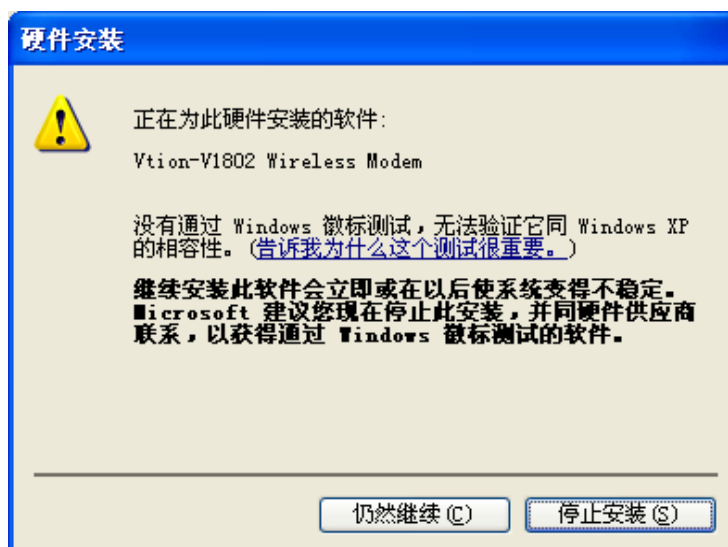 硬件安装
正在为此硬件安装的软件:
Vtion-V1802 Wireless Modem
没有通过 Windows 徽标测试，无法验证它同 Windows XP
的相容性。(告诉我为什么这个测试很重要。)
继续安装此软件会立即或在以后使系统变得不稳定。
Microsoft 建议您现在停止此安装，并同硬件供应商
联系，以获得通过 Windows 徽标测试的软件。
仍然继续(C)
停止安装(S)